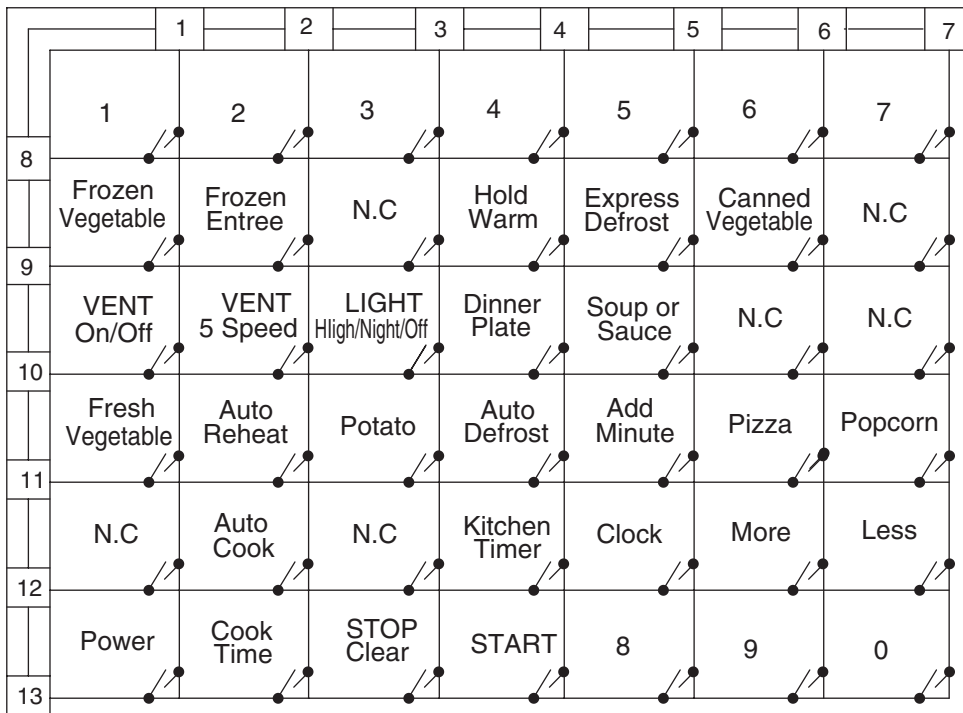 1 2 3 4 5 6 7
1 2 3 4 5 6 7
8
Frozen Frozen N.C Hold Express Canned N.C
Vegetable Entree Warm Defrost Vegetable
9
VENT VENT LIGHT Dinner Soup or N.C N.C
On/Off 5 Speed HIigh/Night/Off Plate Sauce
10
Fresh Auto Potato Auto Add Pizza Popcorn
Vegetable Reheat Defrost Minute
11
N.C Auto N.C Kitchen Clock More Less
Cook Timer
12
Power Cook STOP START 8 9 0
Time Clear
13